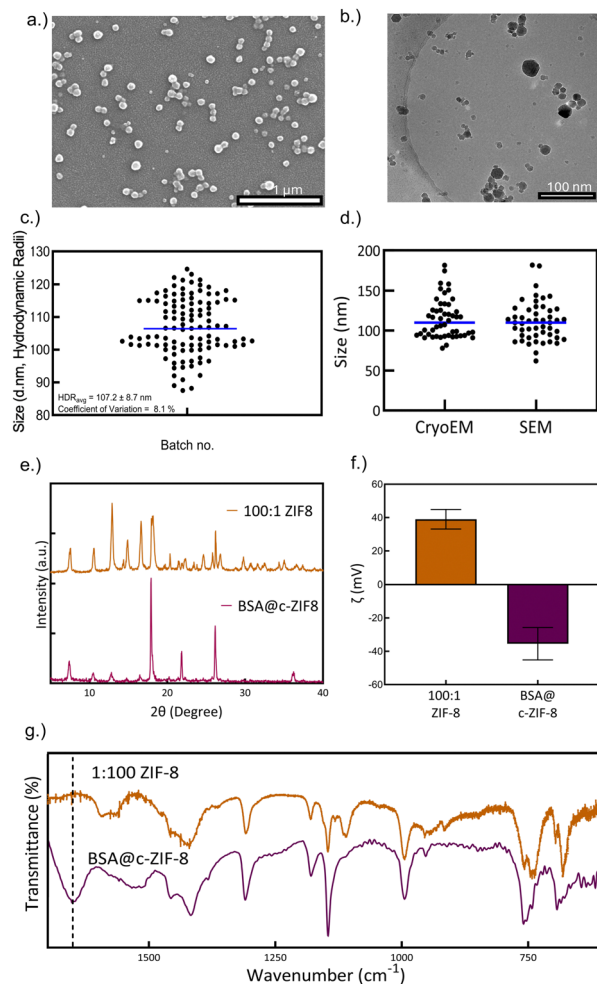 a.)
1 μm
b.)
100 nm
c.)
Size (d.nm, Hydrodynamic Radii)
130
120
110
100
90
80
HDRavg = 107.2 ± 8.7 nm
Coefficient of Variation = 8.1 %
Batch no.
d.)
Size (nm)
200
150
100
50
0
CryoEM SEM
e.)
Intensity (a.u.)
100:1 ZIF8
BSA@c-ZIF8
10 20 30 40
2θ (Degree)
f.)
ζ (mV)
60
40
20
0
-20
-40
-60
100:1
ZIF-8
BSA@
c-ZIF-8
g.)
Transmittance (%)
1:100 ZIF-8
BSA@c-ZIF-8
1500 1250 1000 750
Wavenumber (cm⁻¹)